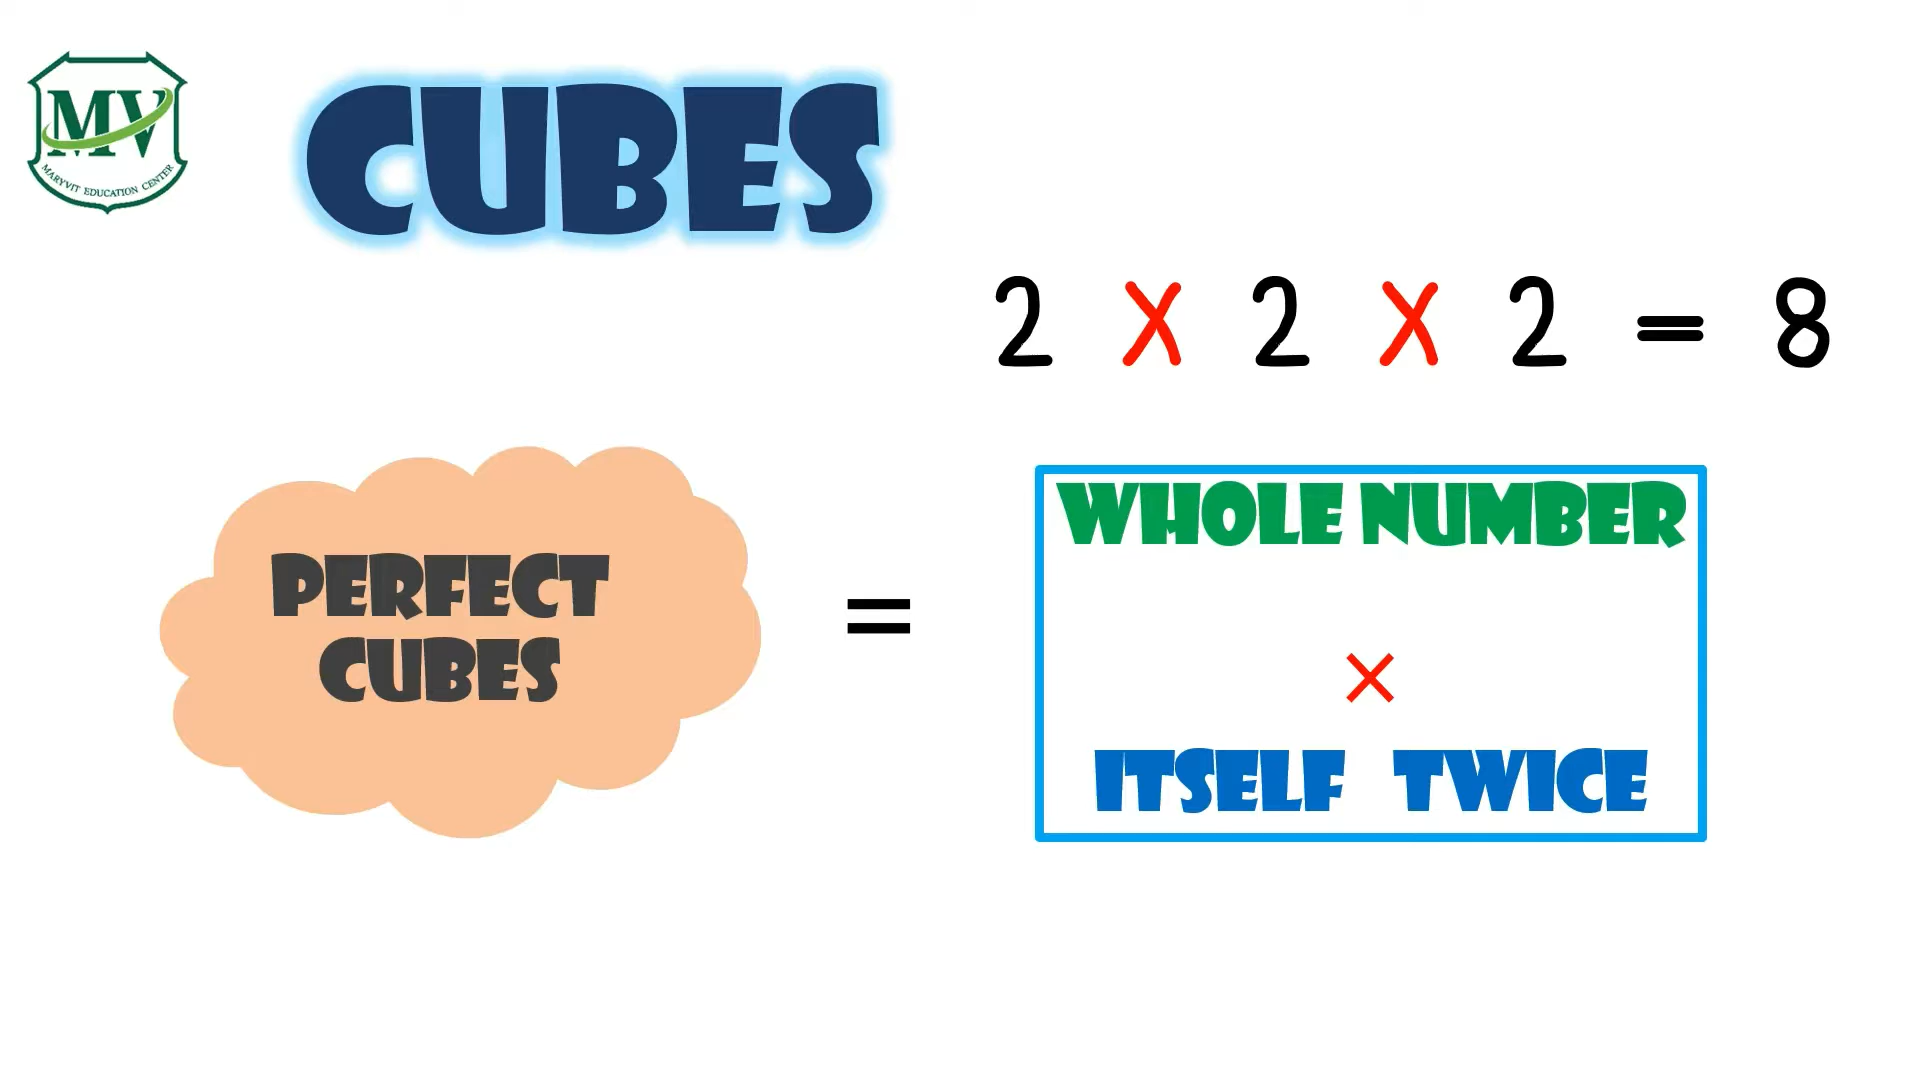 MV
MARYVIT EDUCATION CENTER
CUBES
2 X 2 X 2 = 8
PERFECT
CUBES
=
WHOLE NUMBER
×
ITSELF TWICE